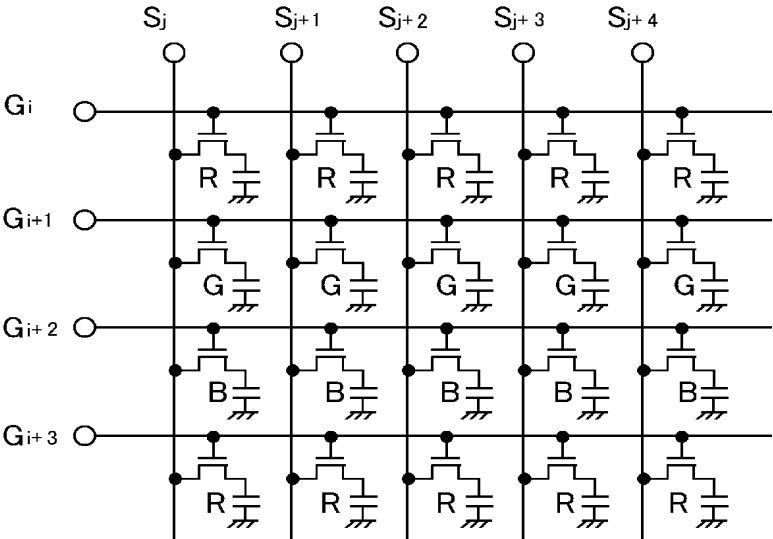 Sj Sj+1 Sj+2 Sj+3 Sj+4
Gi
R R R R R
Gi+1
G G G G G
Gi+2
B B B B B
Gi+3
R R R R R